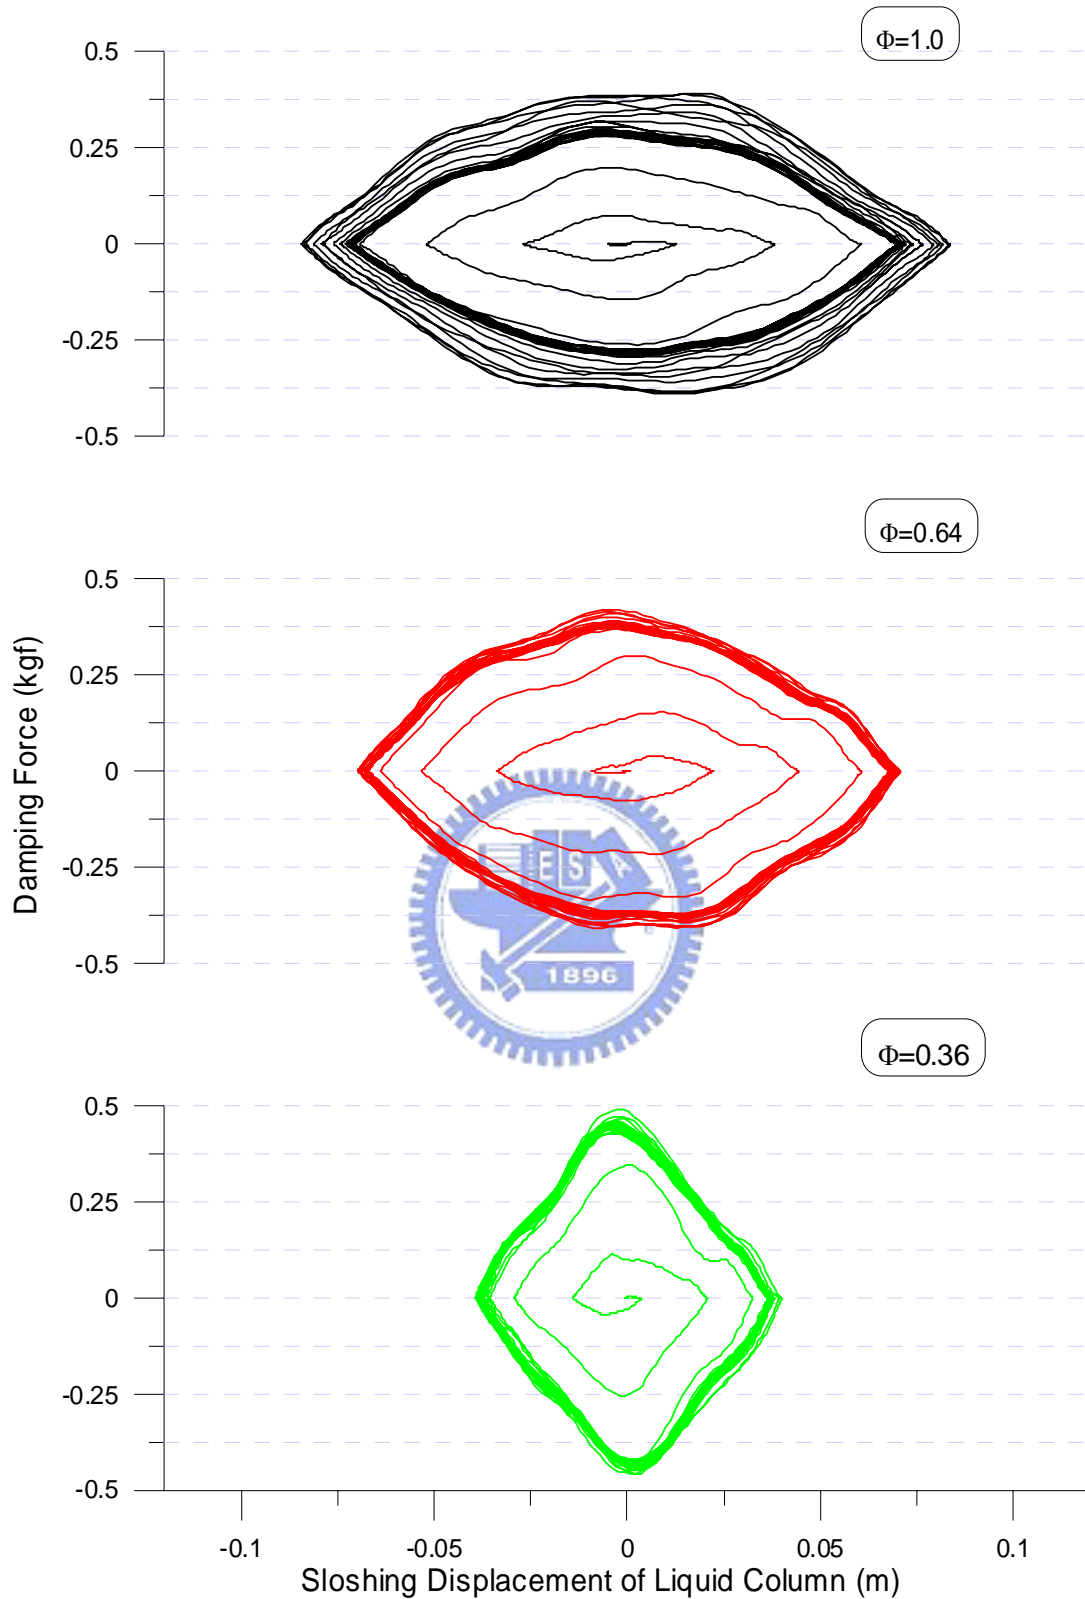 Φ=1.0
0.5
0.25
0
-0.25
-0.5
Φ=0.64
0.5
0.25
0
-0.25
-0.5
Damping Force (kgf)
E S A
1896
Φ=0.36
0.5
0.25
0
-0.25
-0.5
-0.1 -0.05 0 0.05 0.1
Sloshing Displacement of Liquid Column (m)